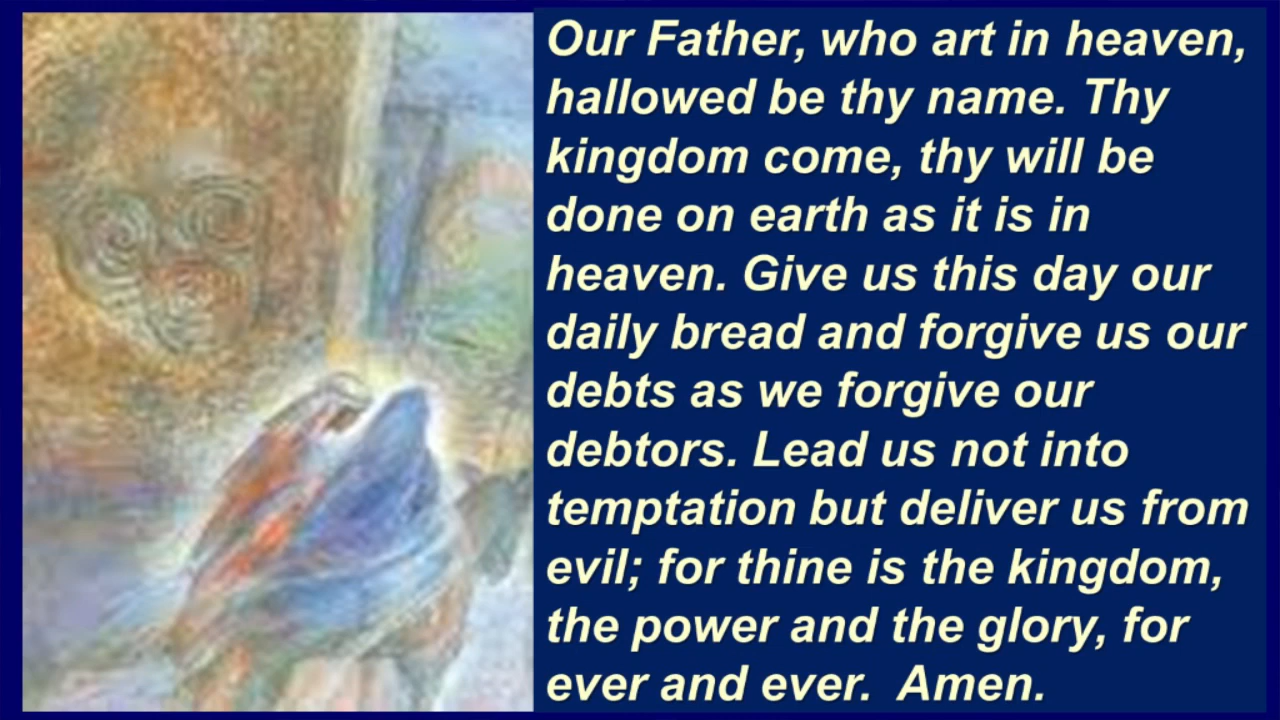 Our Father, who art in heaven,
hallowed be thy name. Thy
kingdom come, thy will be
done on earth as it is in
heaven. Give us this day our
daily bread and forgive us our
debts as we forgive our
debtors. Lead us not into
temptation but deliver us from
evil; for thine is the kingdom,
the power and the glory, for
ever and ever.  Amen.